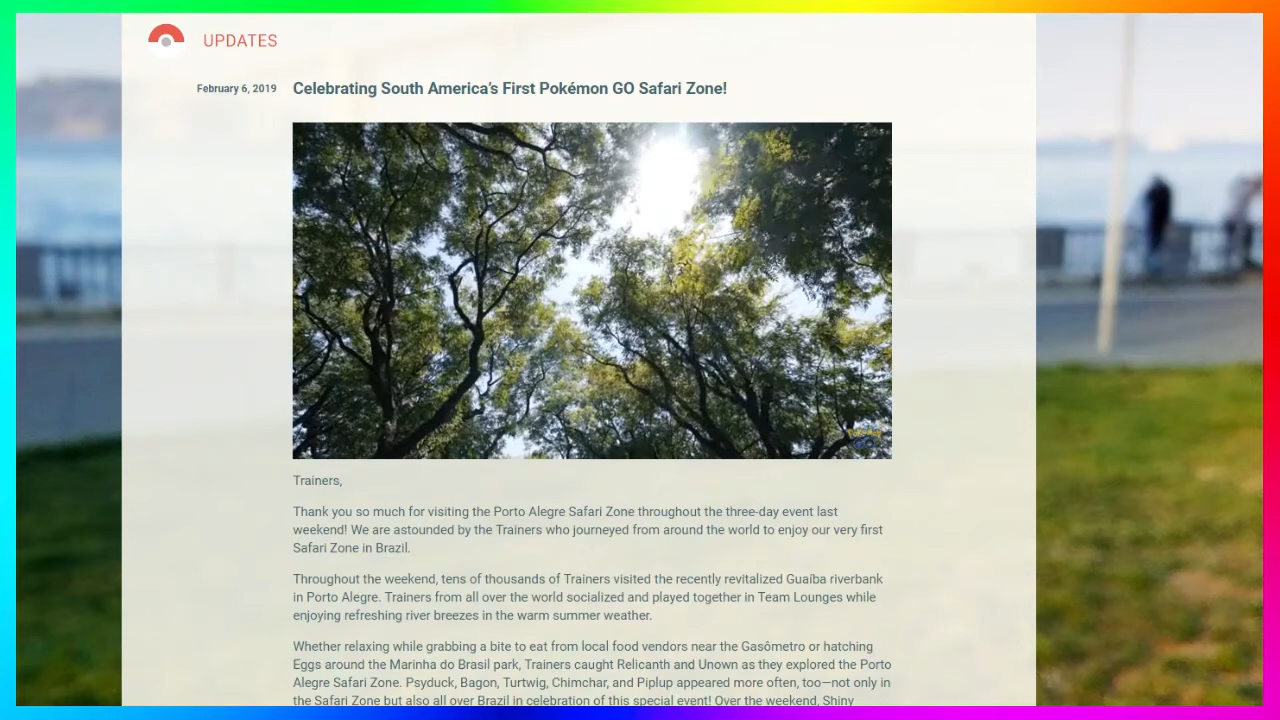 UPDATES
February 6, 2019
Celebrating South America's First Pokémon GO Safari Zone!
Trainers,
Thank you so much for visiting the Porto Alegre Safari Zone throughout the three-day event last
weekend! We are astounded by the Trainers who journeyed from around the world to enjoy our very first
Safari Zone in Brazil.
Throughout the weekend, tens of thousands of Trainers visited the recently revitalized Guaíba riverbank
in Porto Alegre. Trainers from all over the world socialized and played together in Team Lounges while
enjoying refreshing river breezes in the warm summer weather.
Whether relaxing while grabbing a bite to eat from local food vendors near the Gasômetro or hatching
Eggs around the Marinha do Brasil park, Trainers caught Relicanth and Unown as they explored the Porto
Alegre Safari Zone. Psyduck, Bagon, Turtwig, Chimchar, and Piplup appeared more often, too—not only in
the Safari Zone but also all over Brazil in celebration of this special event! Over the weekend, Shiny